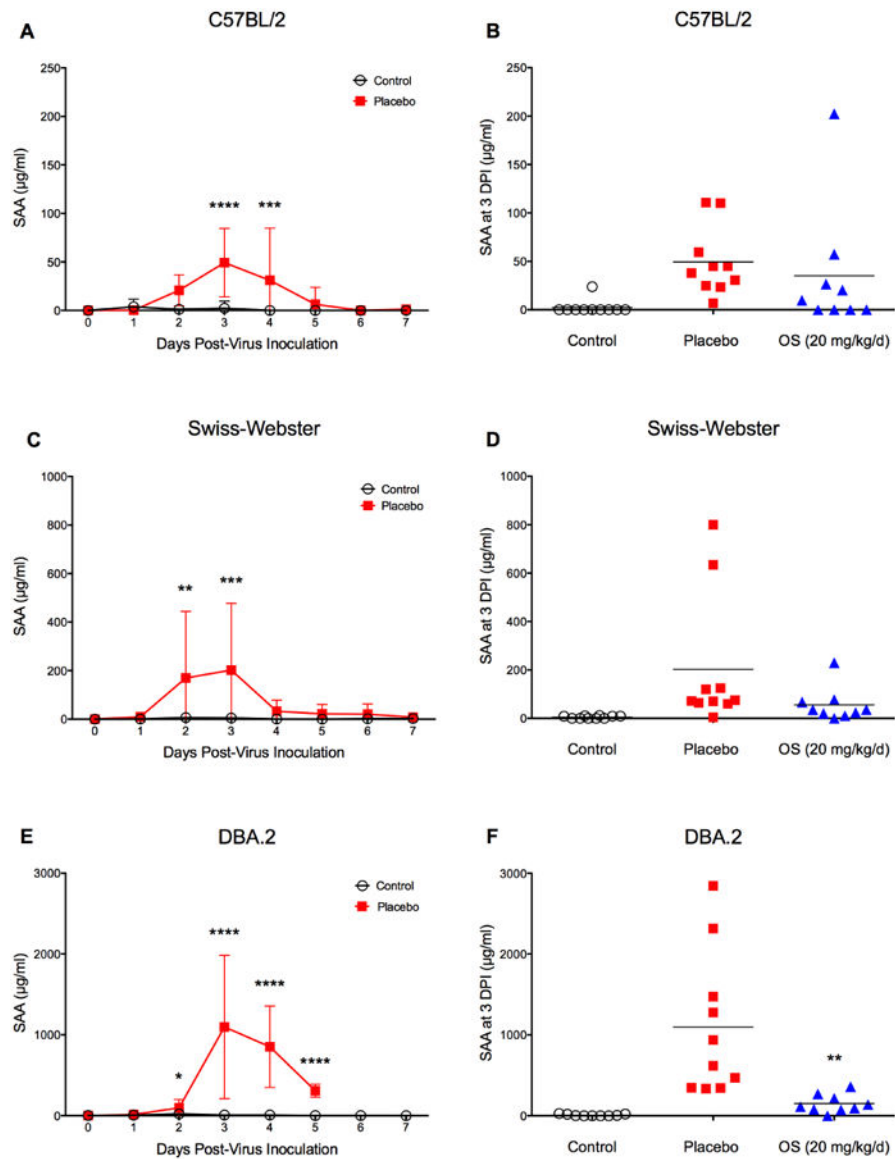 A
C57BL/2
SAA (µg/ml)
250
200
150
100
50
0
Control
Placebo
****
***
0 1 2 3 4 5 6 7
Days Post-Virus Inoculation
B
C57BL/2
SAA at 3 DPI (µg/ml)
250
200
150
100
50
0
Control Placebo OS (20 mg/kg/d)
C
Swiss-Webster
SAA (µg/ml)
1000
800
600
400
200
0
Control
Placebo
**
***
0 1 2 3 4 5 6 7
Days Post-Virus Inoculation
D
Swiss-Webster
SAA at 3 DPI (µg/ml)
1000
800
600
400
200
0
Control Placebo OS (20 mg/kg/d)
E
DBA.2
SAA (µg/ml)
3000
2000
1000
0
Control
Placebo
*
****
****
****
0 1 2 3 4 5 6 7
Days Post-Virus Inoculation
F
DBA.2
SAA at 3 DPI (µg/ml)
3000
2000
1000
0
**
Control Placebo OS (20 mg/kg/d)